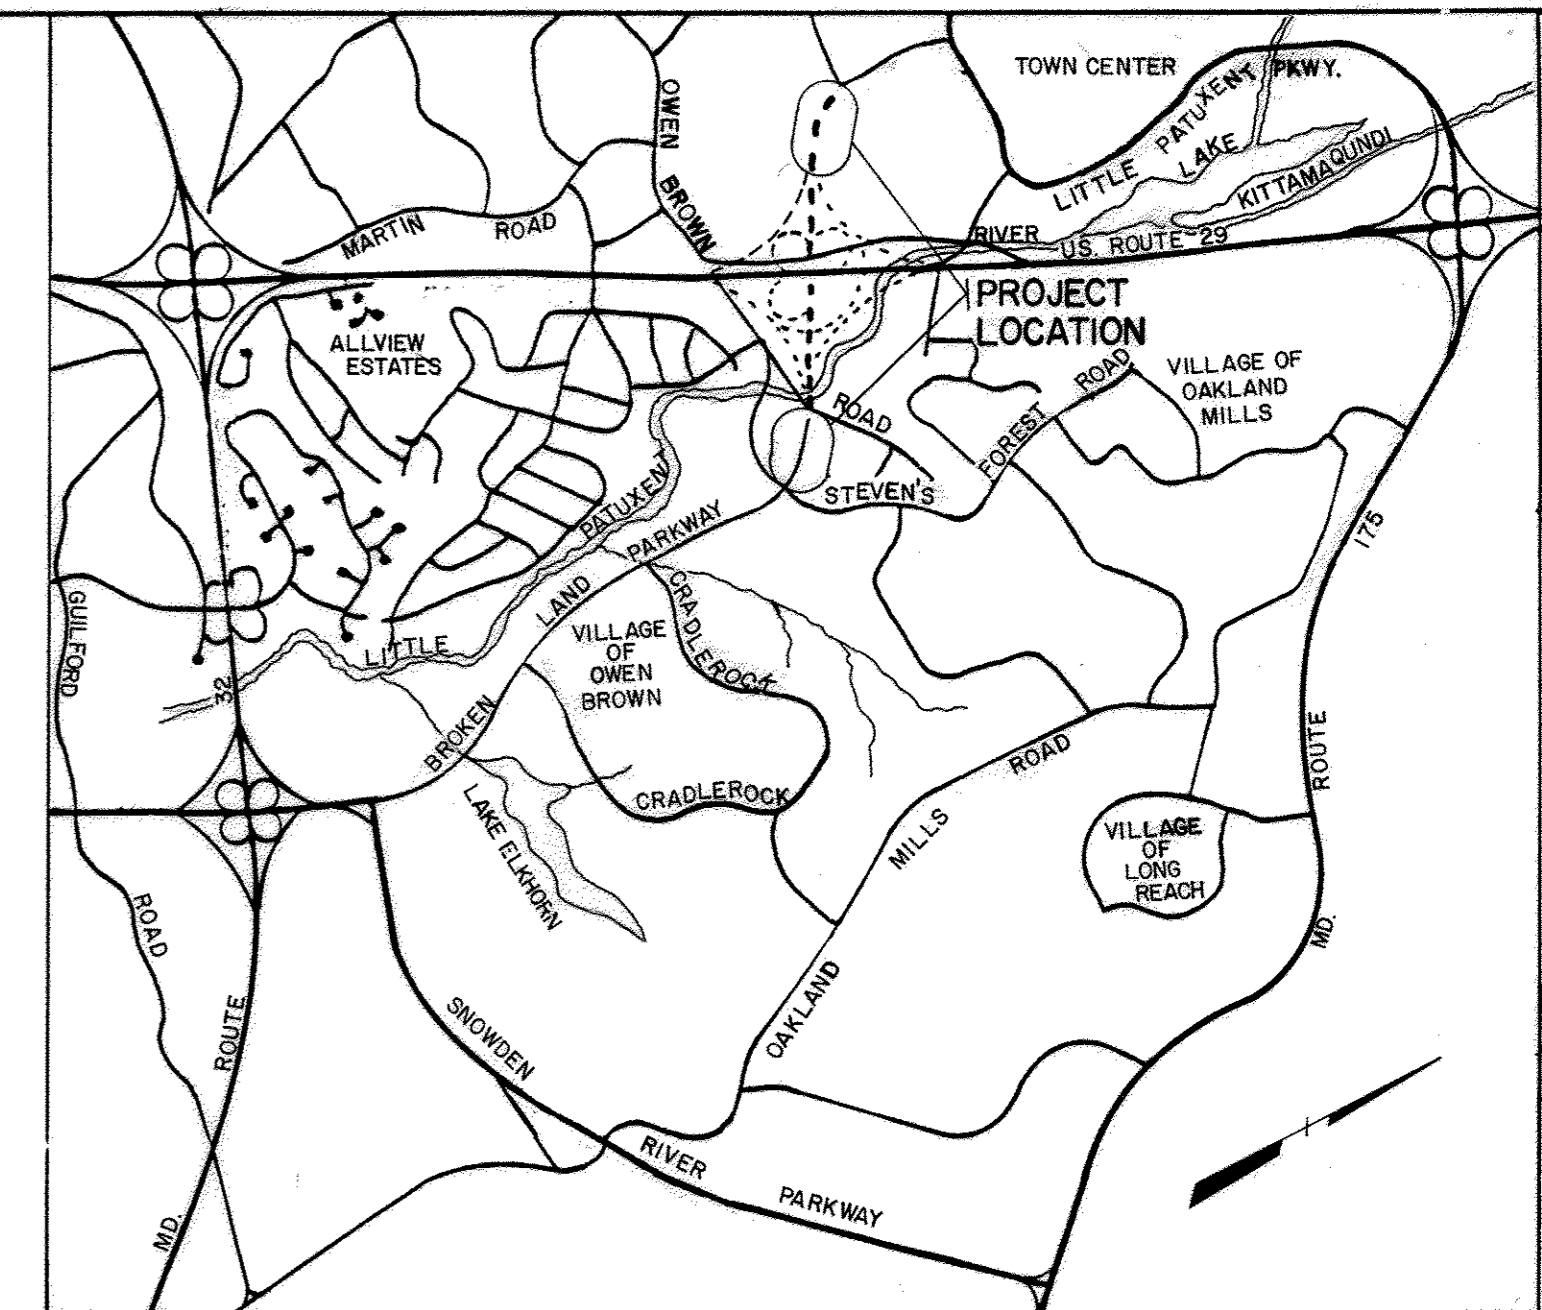 TOWN CENTER
LITTLE PATUXENT PKWY.
OWEN BROWN
ROAD
LAKE
KITTAMAQUNDI
MARTIN ROAD
RIVER
U.S. ROUTE 29
PROJECT
LOCATION
ALLVIEW
ESTATES
VILLAGE OF
OAKLAND
MILLS
STEVEN'S
FOREST ROAD
LITTLE PATUXENT
BROKEN LAND PARKWAY
175
GUILFORD
ROAD
32
VILLAGE
OF
OWEN
BROWN
CRADLEROCK
CRADLEROCK
LAKE ELKHORN
OAKLAND MILLS ROAD
ROUTE
VILLAGE
OF
LONG
REACH
MD.
ROUTE
MD.
SNOWDEN
RIVER
PARKWAY